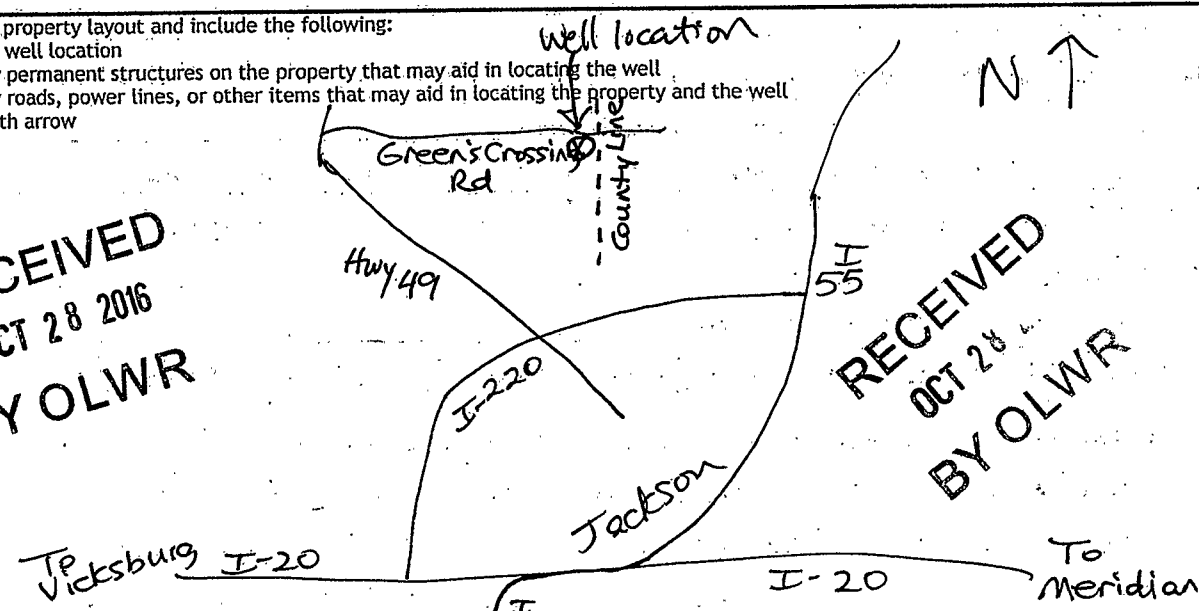 property layout and include the following:
well location
permanent structures on the property that may aid in locating the well
roads, power lines, or other items that may aid in locating the property and the well
th arrow
Well location
N
Green's Crossing
Rd
County Line
CEIVED
CT 28 2016
Y OLWR
Hwy 49
I
55
RECEIVED
OCT 28
BY OLWR
I-220
Jackson
To
Vicksburg
I-20
I-20
To
Meridian
I